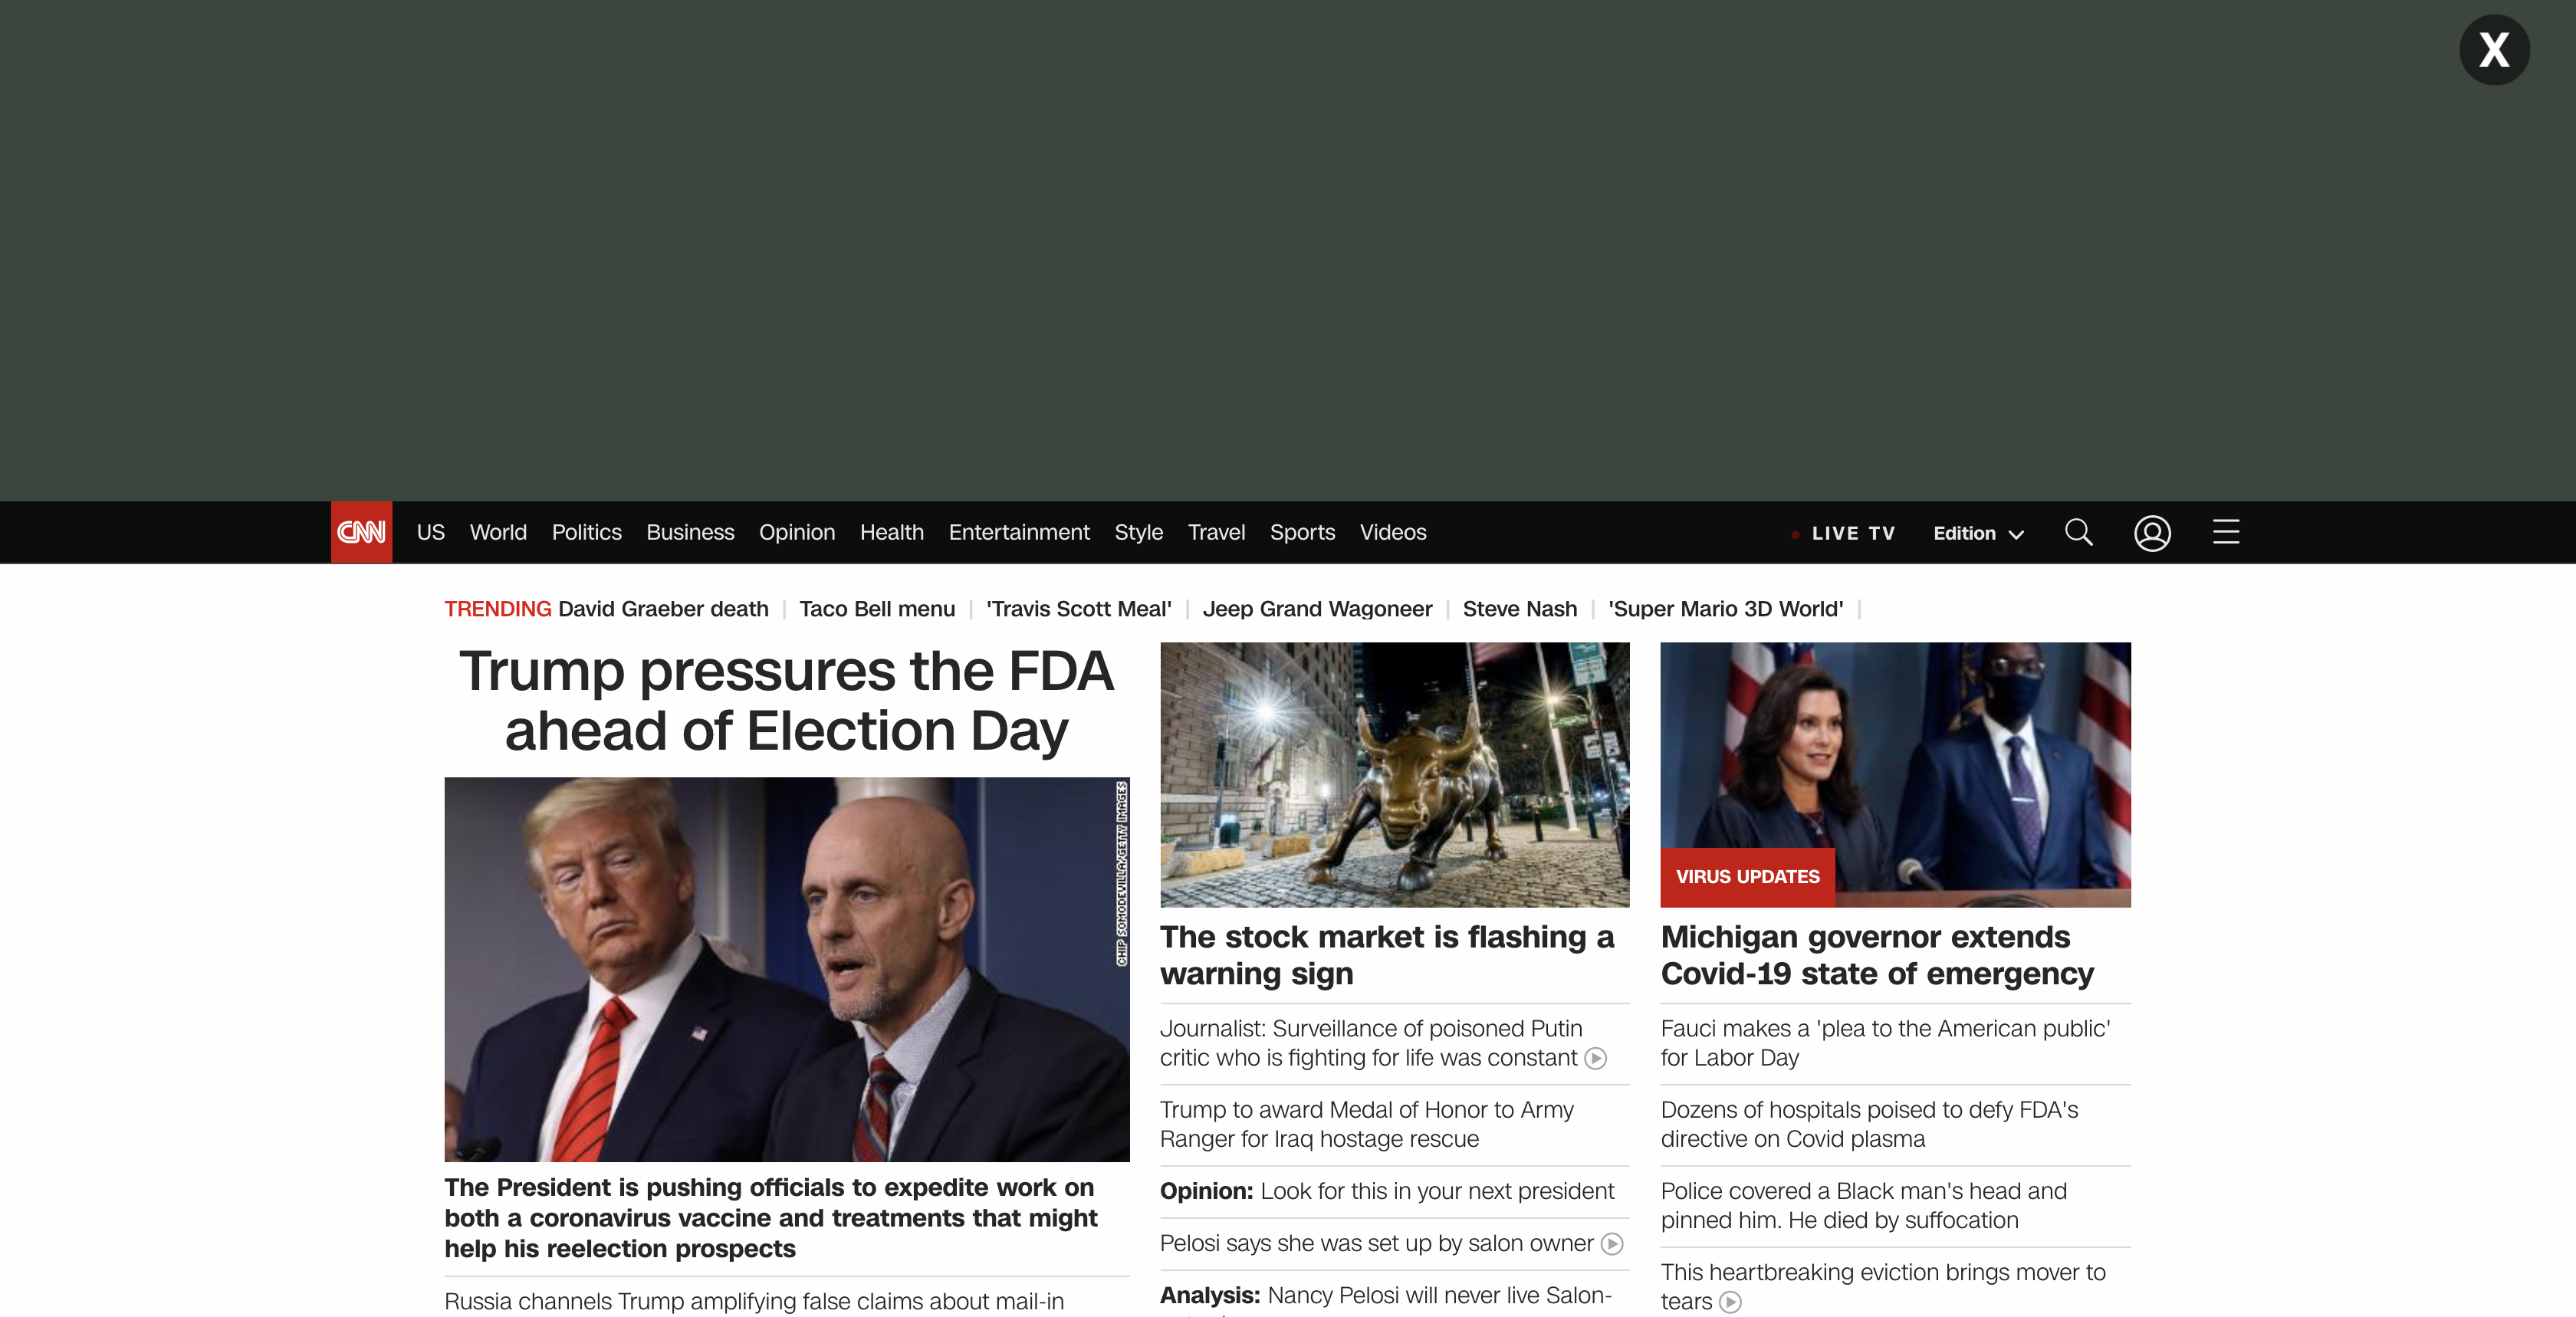 X
CNN
US World Politics Business Opinion Health Entertainment Style Travel Sports Videos
LIVE TV Edition
TRENDING David Graeber death | Taco Bell menu | 'Travis Scott Meal' | Jeep Grand Wagoneer | Steve Nash | 'Super Mario 3D World' |
Trump pressures the FDA
ahead of Election Day
CHIP SOMODEVILLA/GETTY IMAGES
The President is pushing officials to expedite work on
both a coronavirus vaccine and treatments that might
help his reelection prospects
Russia channels Trump amplifying false claims about mail-in
The stock market is flashing a
warning sign
Journalist: Surveillance of poisoned Putin
critic who is fighting for life was constant
Trump to award Medal of Honor to Army
Ranger for Iraq hostage rescue
Opinion: Look for this in your next president
Pelosi says she was set up by salon owner
Analysis: Nancy Pelosi will never live Salon-
VIRUS UPDATES
Michigan governor extends
Covid-19 state of emergency
Fauci makes a 'plea to the American public'
for Labor Day
Dozens of hospitals poised to defy FDA's
directive on Covid plasma
Police covered a Black man's head and
pinned him. He died by suffocation
This heartbreaking eviction brings mover to
tears